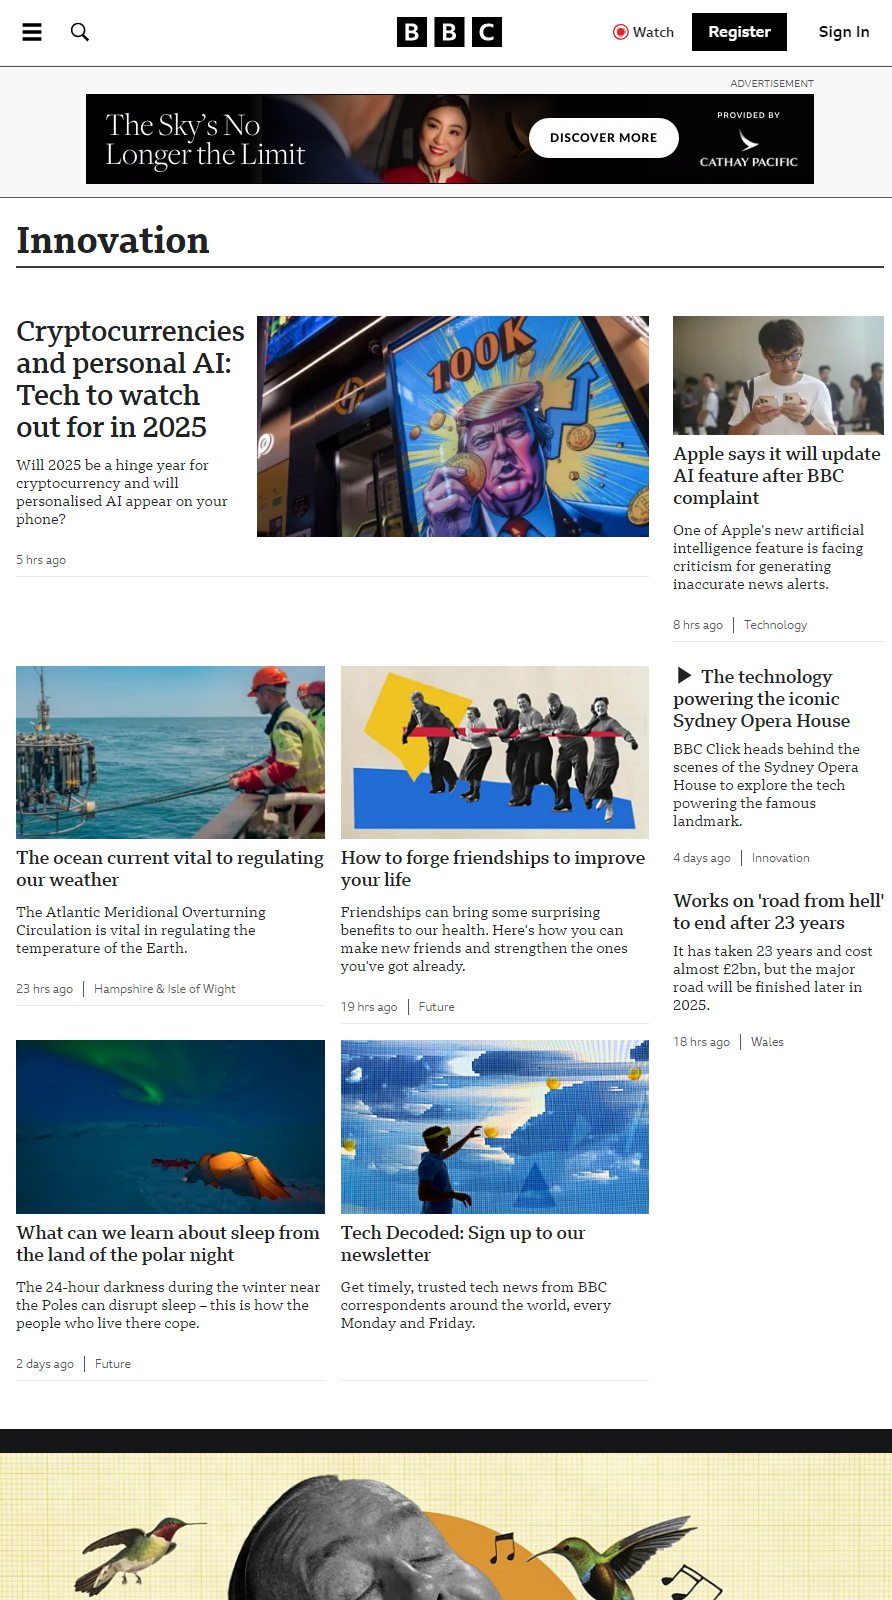 BBC
Watch
Register
Sign In
ADVERTISEMENT
The Sky's No
Longer the Limit
DISCOVER MORE
PROVIDED BY
CATHAY PACIFIC
Innovation
Cryptocurrencies
and personal AI:
Tech to watch
out for in 2025
Will 2025 be a hinge year for
cryptocurrency and will
personalised AI appear on your
phone?
5 hrs ago
100K
Apple says it will update
AI feature after BBC
complaint
One of Apple's new artificial
intelligence feature is facing
criticism for generating
inaccurate news alerts.
8 hrs ago
Technology
The ocean current vital to regulating
our weather
The Atlantic Meridional Overturning
Circulation is vital in regulating the
temperature of the Earth.
23 hrs ago
Hampshire & Isle of Wight
How to forge friendships to improve
your life
Friendships can bring some surprising
benefits to our health. Here's how you can
make new friends and strengthen the ones
you've got already.
19 hrs ago
Future
The technology
powering the iconic
Sydney Opera House
BBC Click heads behind the
scenes of the Sydney Opera
House to explore the tech
powering the famous
landmark.
4 days ago
Innovation
Works on 'road from hell'
to end after 23 years
It has taken 23 years and cost
almost £2bn, but the major
road will be finished later in
2025.
18 hrs ago
Wales
What can we learn about sleep from
the land of the polar night
The 24-hour darkness during the winter near
the Poles can disrupt sleep – this is how the
people who live there cope.
2 days ago
Future
Tech Decoded: Sign up to our
newsletter
Get timely, trusted tech news from BBC
correspondents around the world, every
Monday and Friday.